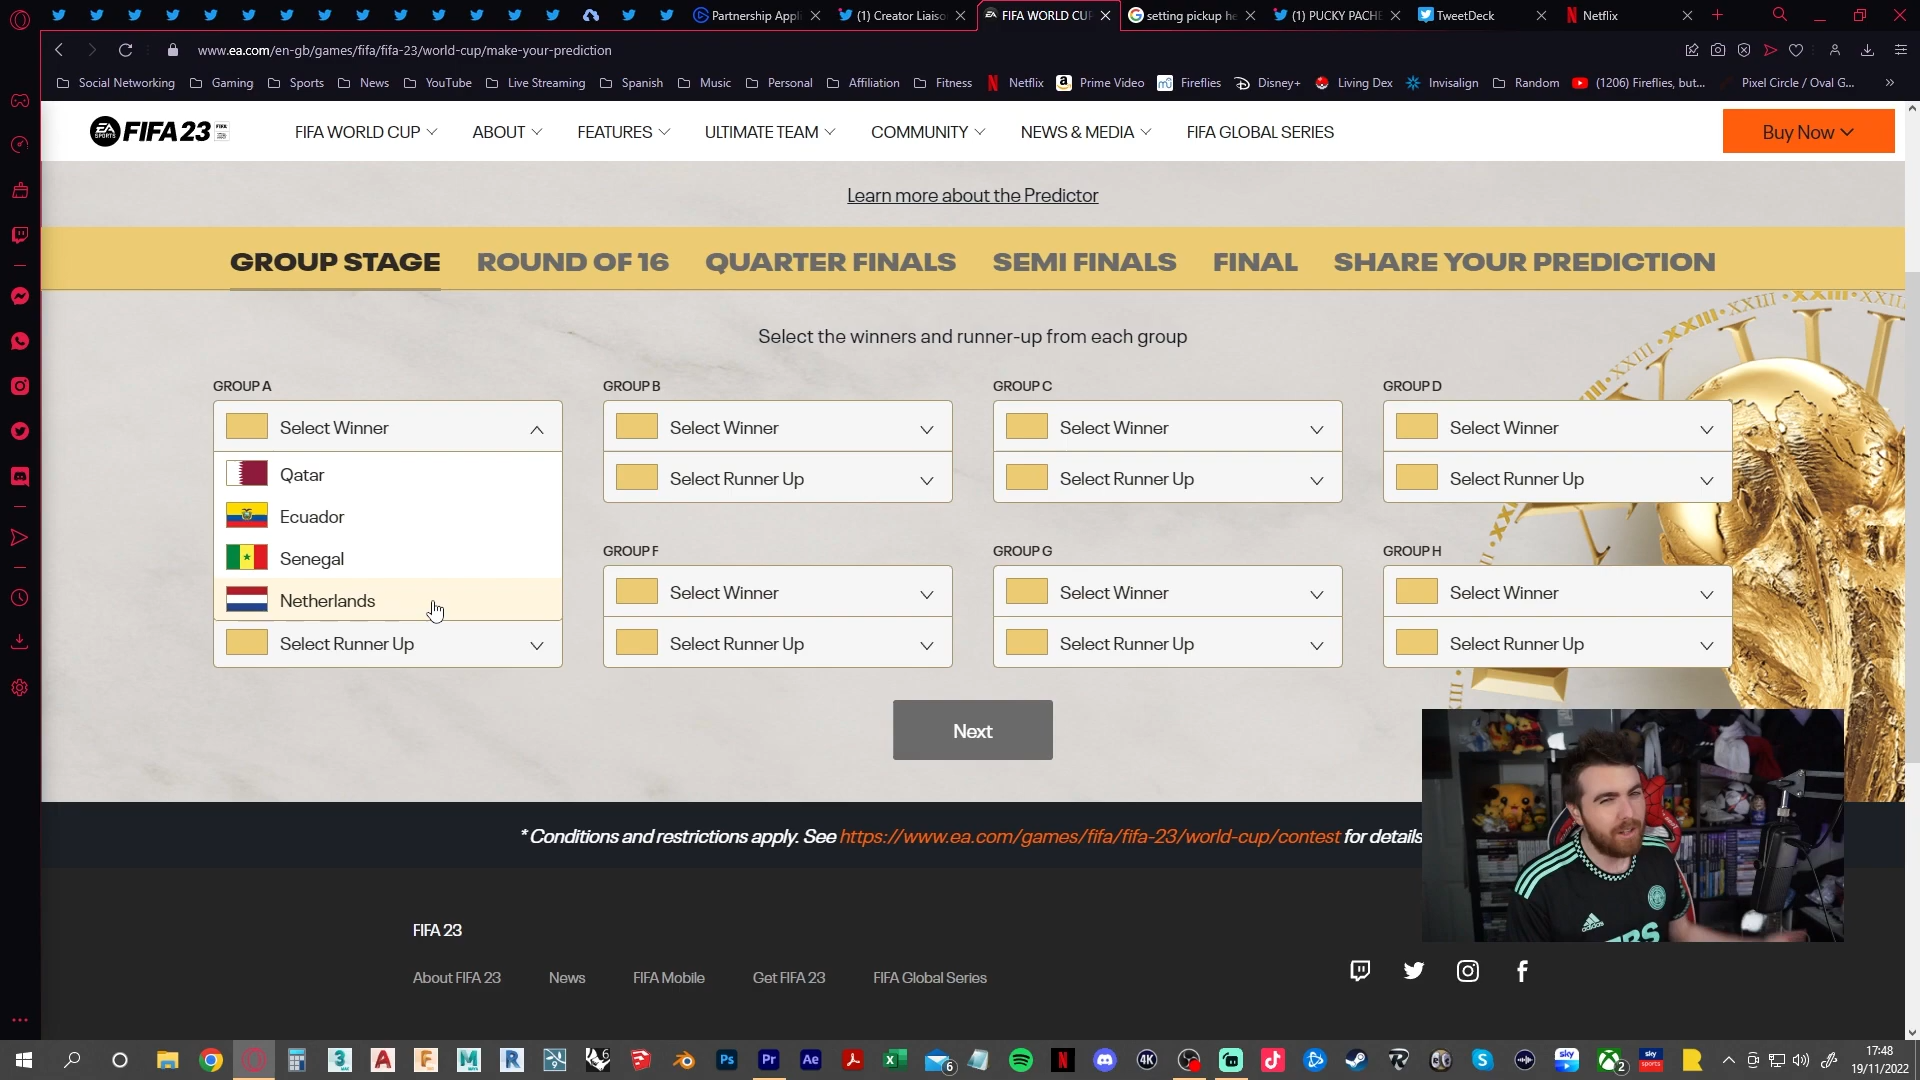 Partnership Appli
(1) Creator Liaiso
FIFA WORLD CUP
setting pickup he
(1) PUCKY PACHE
TweetDeck
Netflix
www.ea.com/en-gb/games/fifa/fifa-23/world-cup/make-your-prediction
Social Networking Gaming Sports News YouTube Live Streaming Spanish Music Personal Affiliation Fitness Netflix Prime Video Fireflies Disney+ Living Dex Invisalign Random (1206) Fireflies, but... Pixel Circle / Oval G...
EA SPORTS FIFA 23
FIFA WORLD CUP ABOUT FEATURES ULTIMATE TEAM COMMUNITY NEWS & MEDIA FIFA GLOBAL SERIES Buy Now
Learn more about the Predictor
GROUP STAGE ROUND OF 16 QUARTER FINALS SEMI FINALS FINAL SHARE YOUR PREDICTION
Select the winners and runner-up from each group
GROUP A GROUP B GROUP C GROUP D
Select Winner Select Winner Select Winner Select Winner
Qatar Select Runner Up Select Runner Up Select Runner Up
Ecuador
Senegal GROUP F GROUP G GROUP H
Netherlands Select Winner Select Winner Select Winner
Select Runner Up Select Runner Up Select Runner Up Select Runner Up
Next
* Conditions and restrictions apply. See https://www.ea.com/games/fifa/fifa-23/world-cup/contest for details
FIFA 23
About FIFA 23 News FIFA Mobile Get FIFA 23 FIFA Global Series
17:48
19/11/2022